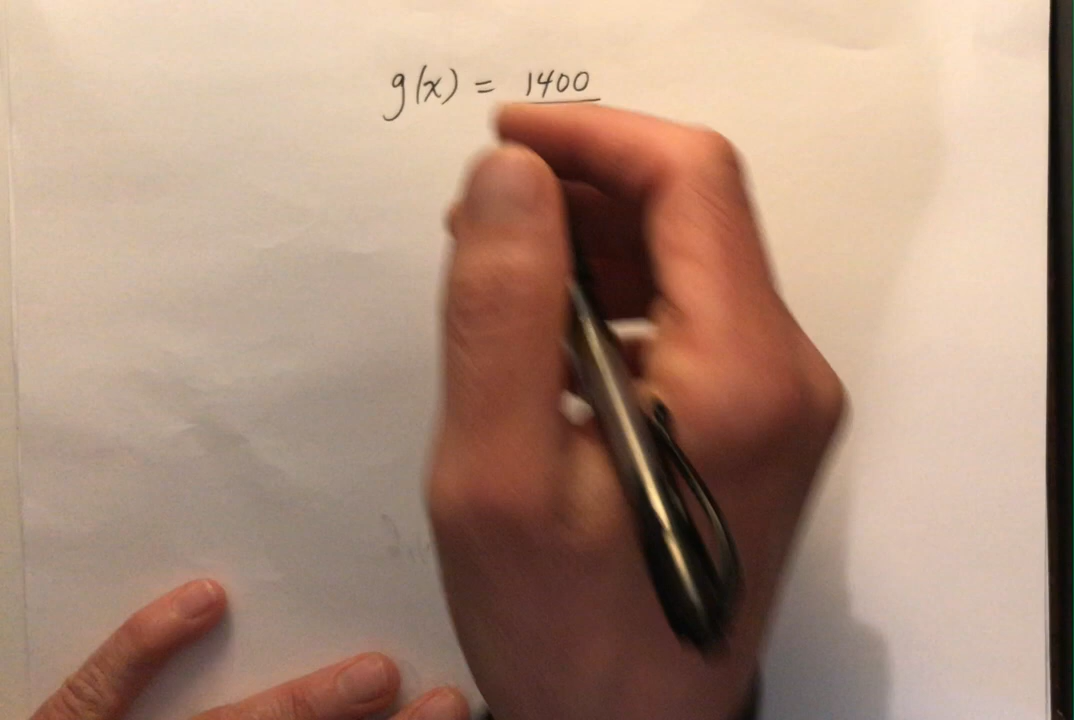 g(x) = 1400